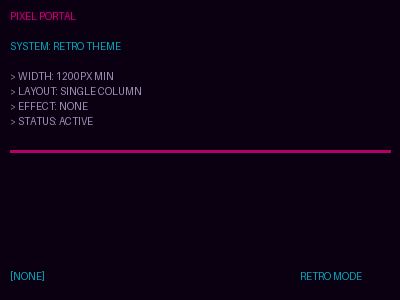 PIXEL PORTAL
SYSTEM: RETRO THEME
> WIDTH: 1200PX MIN
> LAYOUT: SINGLE COLUMN
> EFFECT: NONE
> STATUS: ACTIVE
[NONE]
RETRO MODE